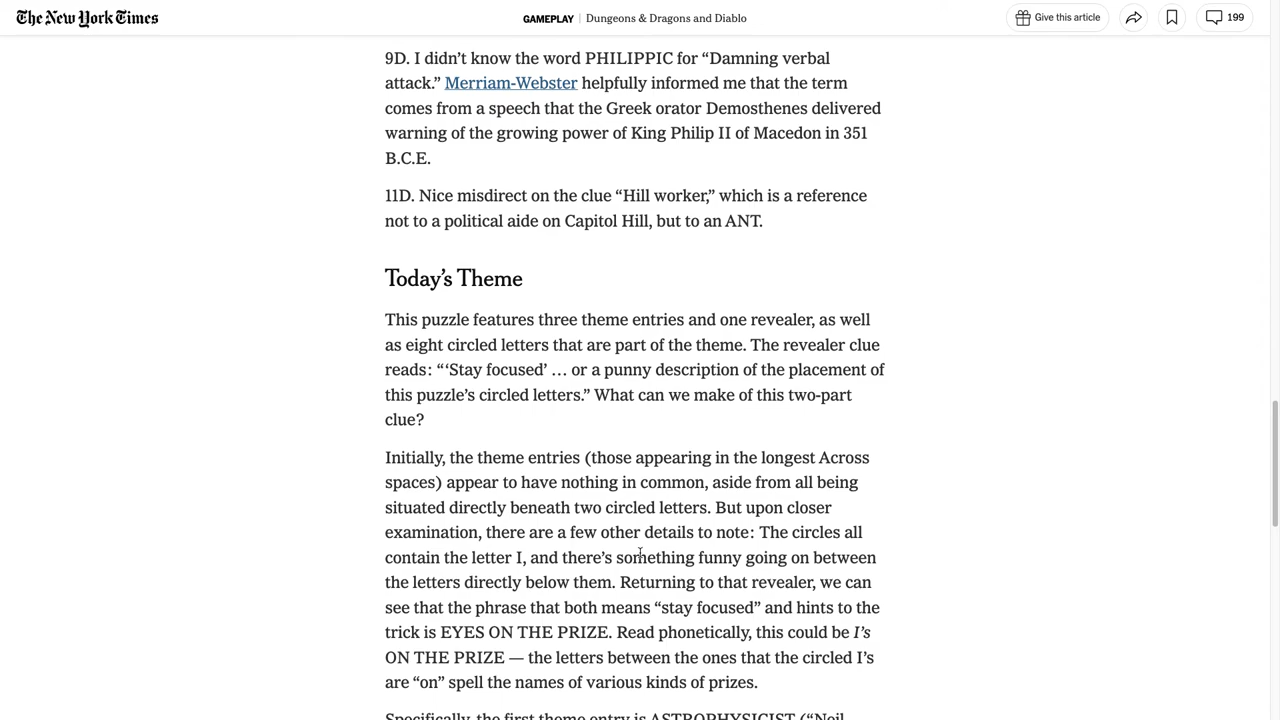 The New York Times
GAMEPLAY | Dungeons & Dragons and Diablo
Give this article
199
9D. I didn’t know the word PHILIPPIC for “Damning verbal
attack.” Merriam-Webster helpfully informed me that the term
comes from a speech that the Greek orator Demosthenes delivered
warning of the growing power of King Philip II of Macedon in 351
B.C.E.
11D. Nice misdirect on the clue “Hill worker,” which is a reference
not to a political aide on Capitol Hill, but to an ANT.
Today’s Theme
This puzzle features three theme entries and one revealer, as well
as eight circled letters that are part of the theme. The revealer clue
reads: “‘Stay focused’ … or a punny description of the placement of
this puzzle’s circled letters.” What can we make of this two-part
clue?
Initially, the theme entries (those appearing in the longest Across
spaces) appear to have nothing in common, aside from all being
situated directly beneath two circled letters. But upon closer
examination, there are a few other details to note: The circles all
contain the letter I, and there’s something funny going on between
the letters directly below them. Returning to that revealer, we can
see that the phrase that both means “stay focused” and hints to the
trick is EYES ON THE PRIZE. Read phonetically, this could be I’s
ON THE PRIZE — the letters between the ones that the circled I’s
are “on” spell the names of various kinds of prizes.
Specifically, the first theme entry is ASTROPHYSICIST (“Neil